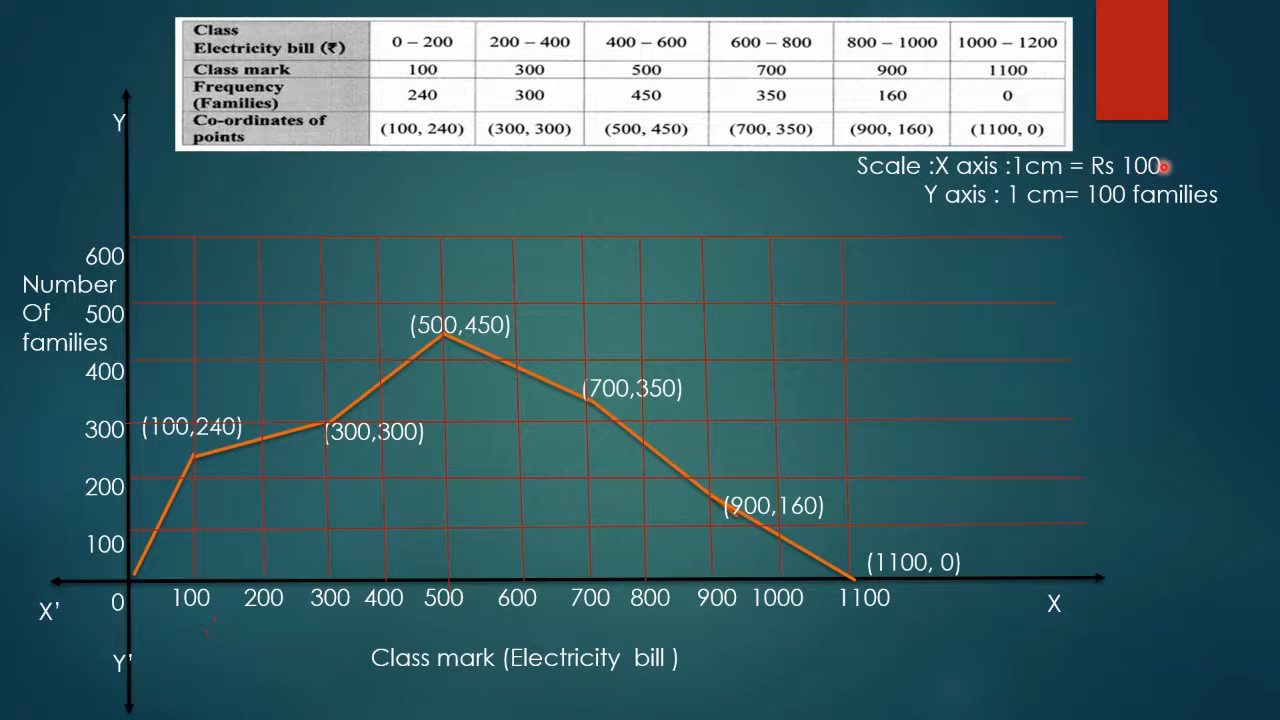 Class
Electricity bill (₹) 0 – 200 200 – 400 400 – 600 600 – 800 800 – 1000 1000 – 1200
Class mark 100 300 500 700 900 1100
Frequency
(Families) 240 300 450 350 160 0
Co-ordinates of
points (100, 240) (300, 300) (500, 450) (700, 350) (900, 160) (1100, 0)
Scale :X axis :1cm = Rs 100
Y axis : 1 cm= 100 families
Y
600
Number
Of 500
families
400
300
200
100
0
(500,450)
(700,350)
(100,240)
(300,300)
(900,160)
(1100, 0)
100 200 300 400 500 600 700 800 900 1000 1100
X’
X
Y’
Class mark (Electricity bill )